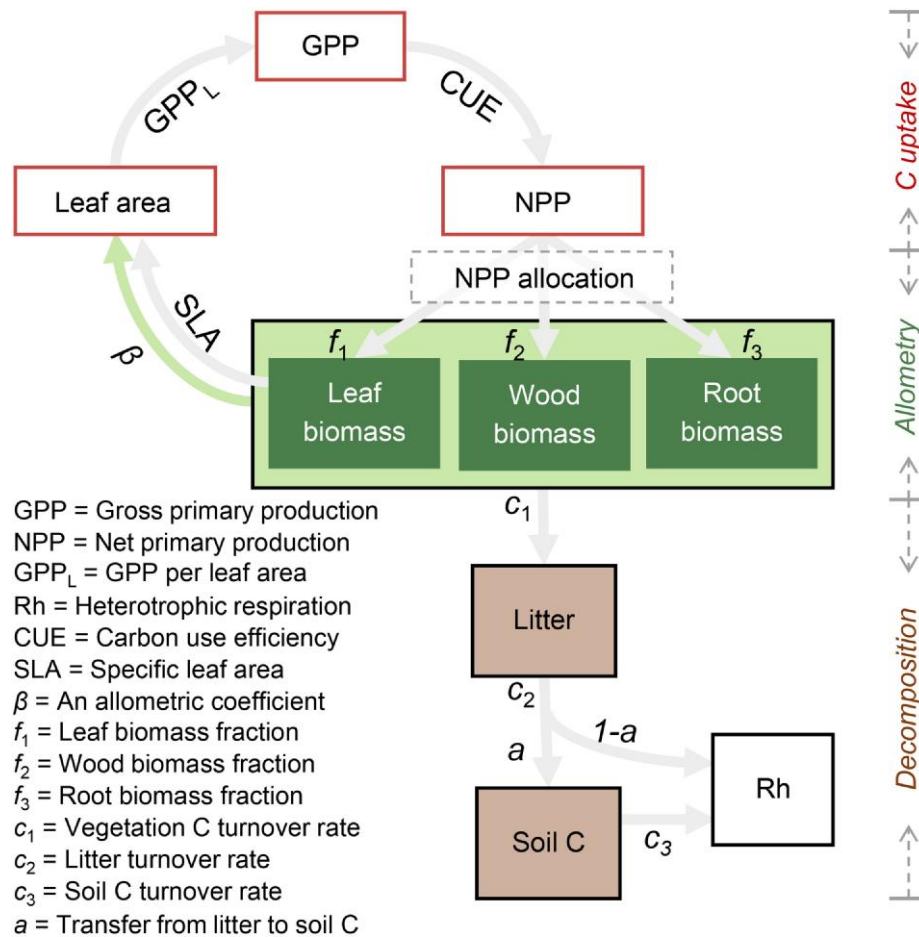 GPP
GPPL
CUE
C uptake
Leaf area
NPP
NPP allocation
SLA
β
f1
f2
f3
Leaf
biomass
Wood
biomass
Root
biomass
Allometry
c1
GPP = Gross primary production
NPP = Net primary production
GPPL = GPP per leaf area
Rh = Heterotrophic respiration
CUE = Carbon use efficiency
SLA = Specific leaf area
β = An allometric coefficient
f1 = Leaf biomass fraction
f2 = Wood biomass fraction
f3 = Root biomass fraction
c1 = Vegetation C turnover rate
c2 = Litter turnover rate
c3 = Soil C turnover rate
a = Transfer from litter to soil C
Litter
c2
a
1-a
Rh
Soil C
c3
Decomposition